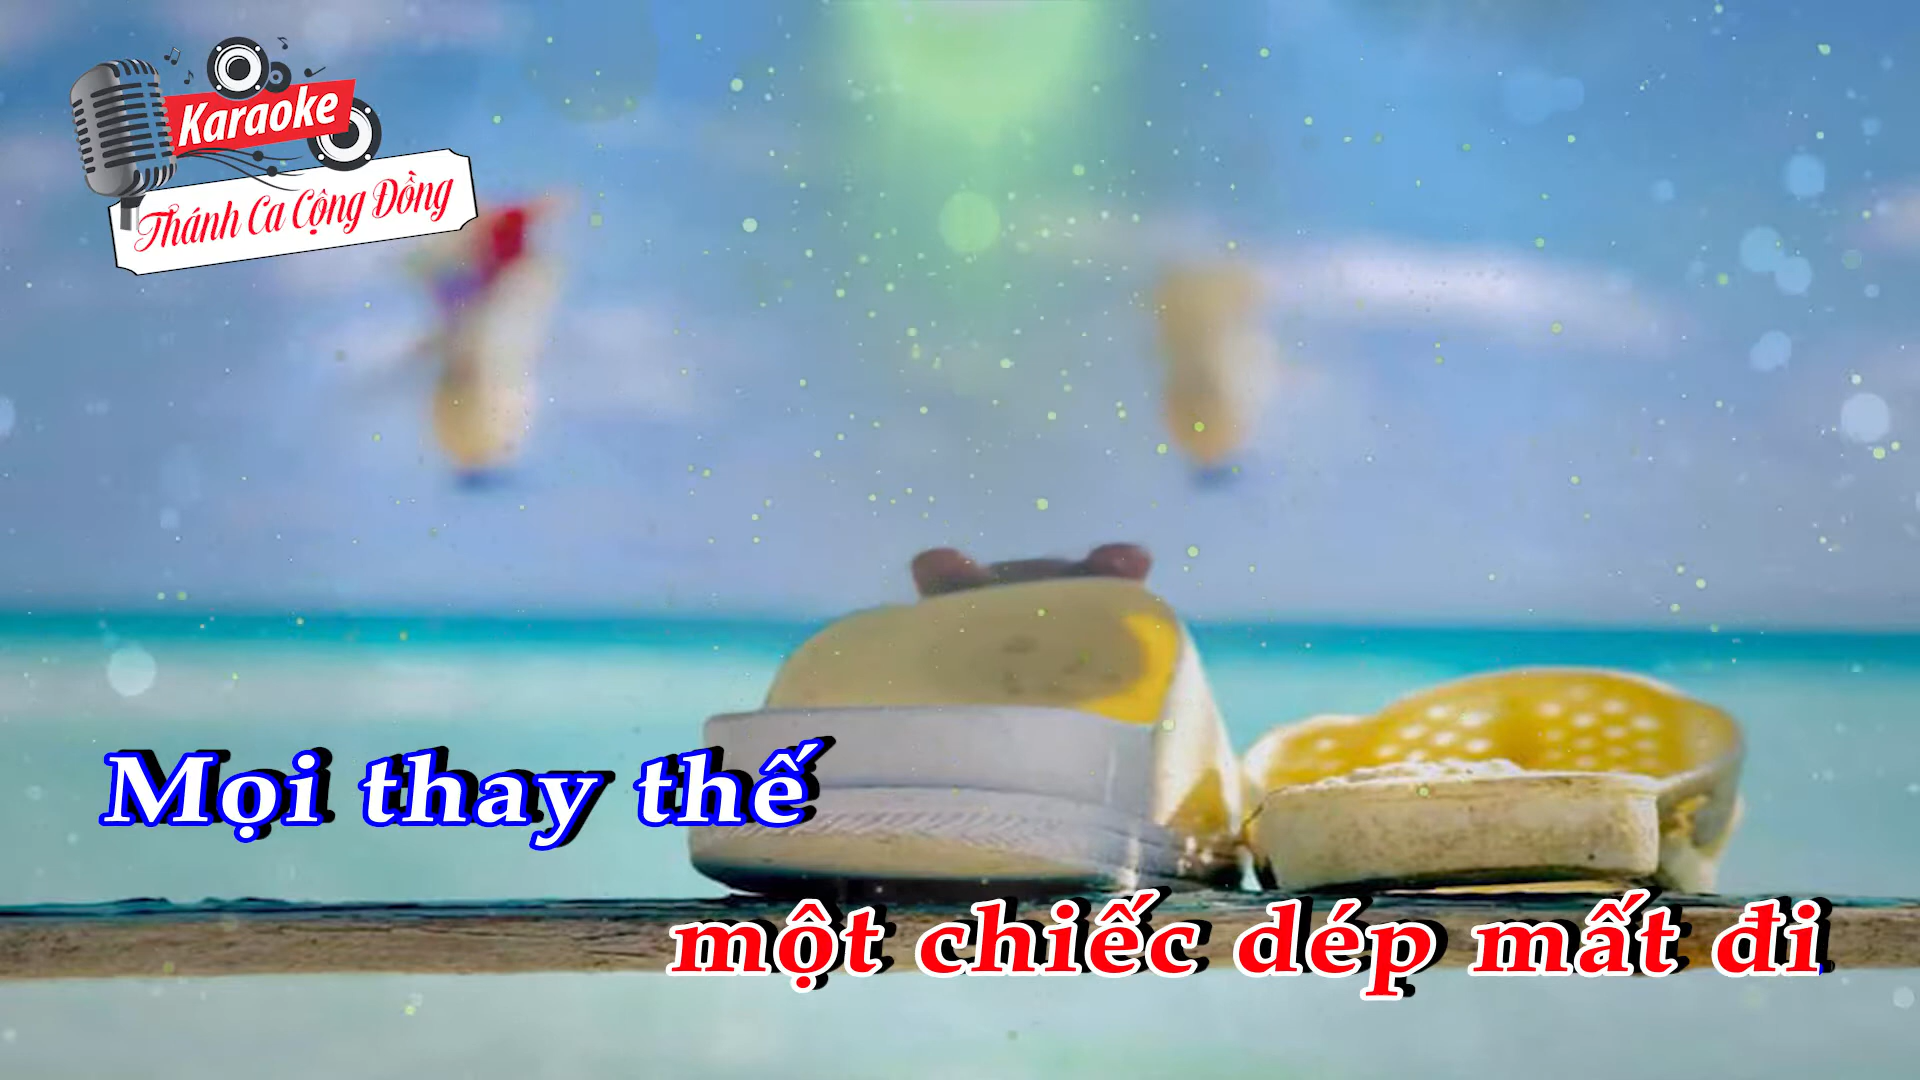 Karaoke
Thánh Ca Cộng Đồng
Mọi thay thế
một chiếc dép mất đi